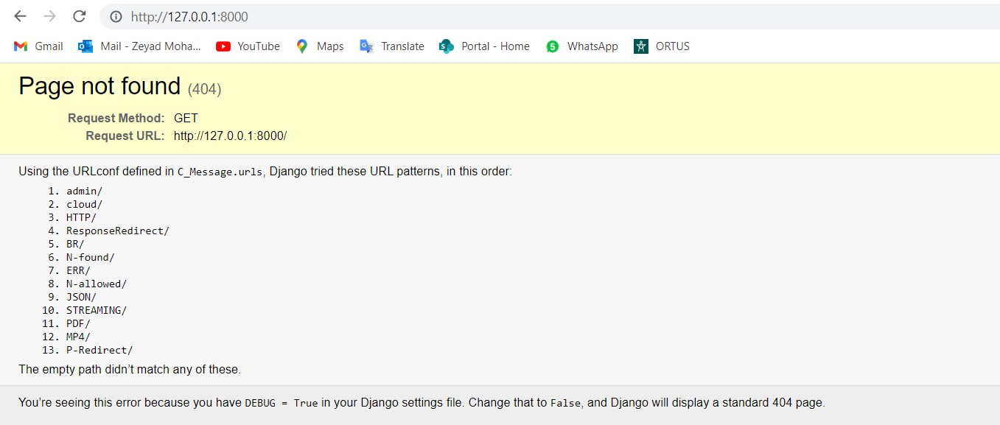 http://127.0.0.1:8000
Gmail Mail - Zeyad Moha... YouTube Maps Translate Portal - Home 5 WhatsApp ORTUS
Page not found (404)
Request Method: GET
Request URL: http://127.0.0.1:8000/
Using the URLconf defined in C_Message.urls, Django tried these URL patterns, in this order:
1. admin/
2. cloud/
3. HTTP/
4. ResponseRedirect/
5. BR/
6. N-found/
7. ERR/
8. N-allowed/
9. JSON/
10. STREAMING/
11. PDF/
12. MP4/
13. P-Redirect/
The empty path didn’t match any of these.
You’re seeing this error because you have DEBUG = True in your Django settings file. Change that to False, and Django will display a standard 404 page.